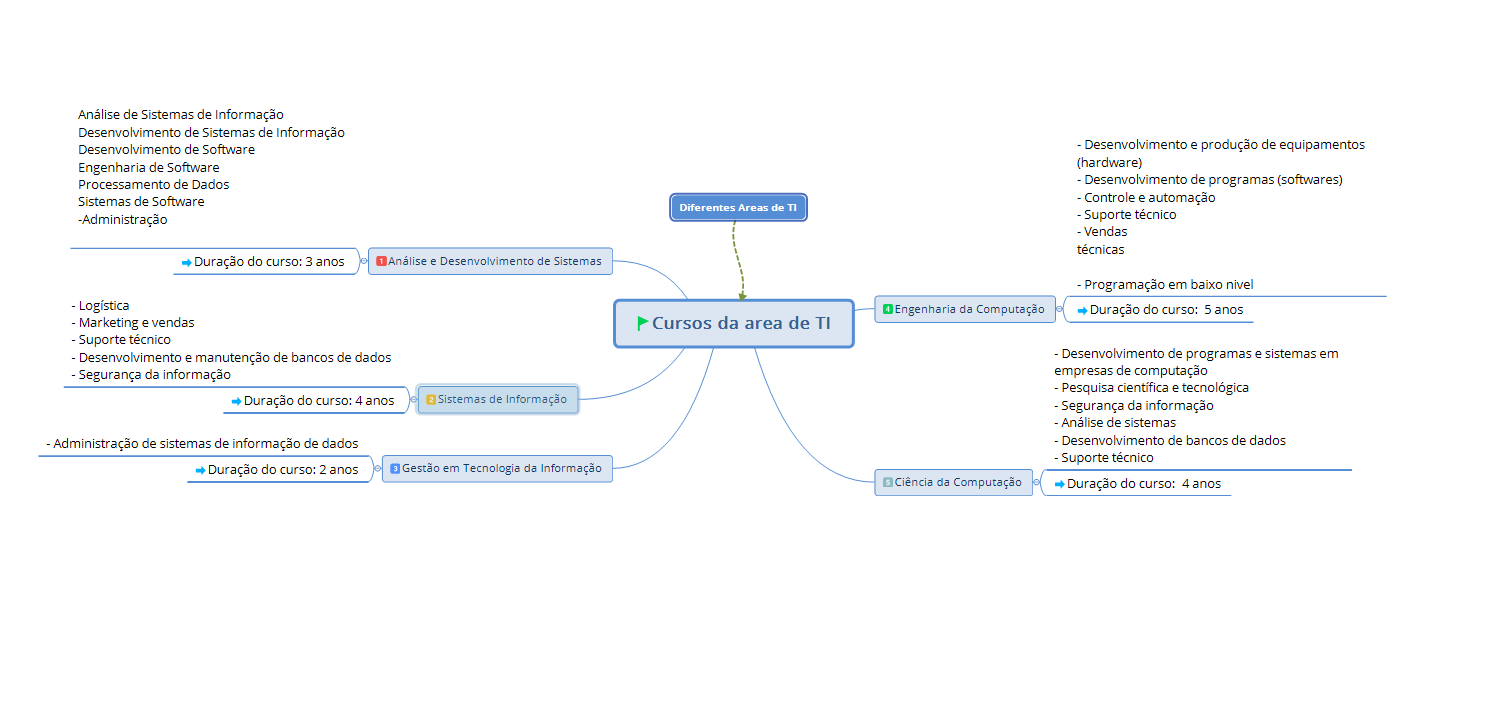 Diferentes Areas de TI
Cursos da area de TI
Análise de Sistemas de Informação
Desenvolvimento de Sistemas de Informação
Desenvolvimento de Software
Engenharia de Software
Processamento de Dados
Sistemas de Software
-Administração
Duração do curso: 3 anos
1 Análise e Desenvolvimento de Sistemas
- Logística
- Marketing e vendas
- Suporte técnico
- Desenvolvimento e manutenção de bancos de dados
- Segurança da informação
Duração do curso: 4 anos
2 Sistemas de Informação
- Administração de sistemas de informação de dados
Duração do curso: 2 anos
3 Gestão em Tecnologia da Informação
- Desenvolvimento e produção de equipamentos
(hardware)
- Desenvolvimento de programas (softwares)
- Controle e automação
- Suporte técnico
- Vendas
técnicas
- Programação em baixo nivel
4 Engenharia da Computação
Duração do curso:  5 anos
- Desenvolvimento de programas e sistemas em
empresas de computação
- Pesquisa científica e tecnológica
- Segurança da informação
- Análise de sistemas
- Desenvolvimento de bancos de dados
- Suporte técnico
5 Ciência da Computação
Duração do curso:  4 anos